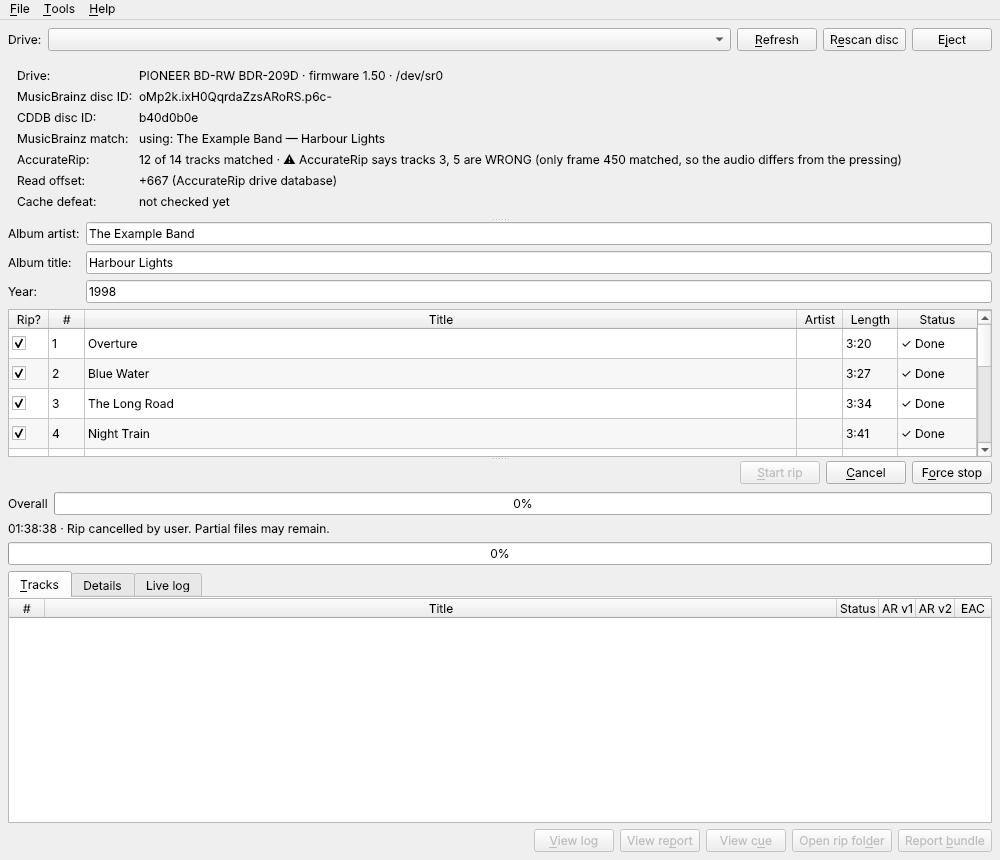 File Tools Help
Drive: Refresh Rescan disc Eject
Drive: PIONEER BD-RW BDR-209D · firmware 1.50 · /dev/sr0
MusicBrainz disc ID: oMp2k.ixH0QqrdaZzsARoRS.p6c-
CDDB disc ID: b40d0b0e
MusicBrainz match: using: The Example Band — Harbour Lights
AccurateRip: 12 of 14 tracks matched · ⚠ AccurateRip says tracks 3, 5 are WRONG (only frame 450 matched, so the audio differs from the pressing)
Read offset: +667 (AccurateRip drive database)
Cache defeat: not checked yet
Album artist: The Example Band
Album title: Harbour Lights
Year: 1998
Rip? # Title Artist Length Status
1 Overture 3:20 ✓ Done
2 Blue Water 3:27 ✓ Done
3 The Long Road 3:34 ✓ Done
4 Night Train 3:41 ✓ Done
Start rip Cancel Force stop
Overall 0%
01:38:38 · Rip cancelled by user. Partial files may remain.
0%
Tracks Details Live log
# Title Status AR v1 AR v2 EAC
View log View report View cue Open rip folder Report bundle